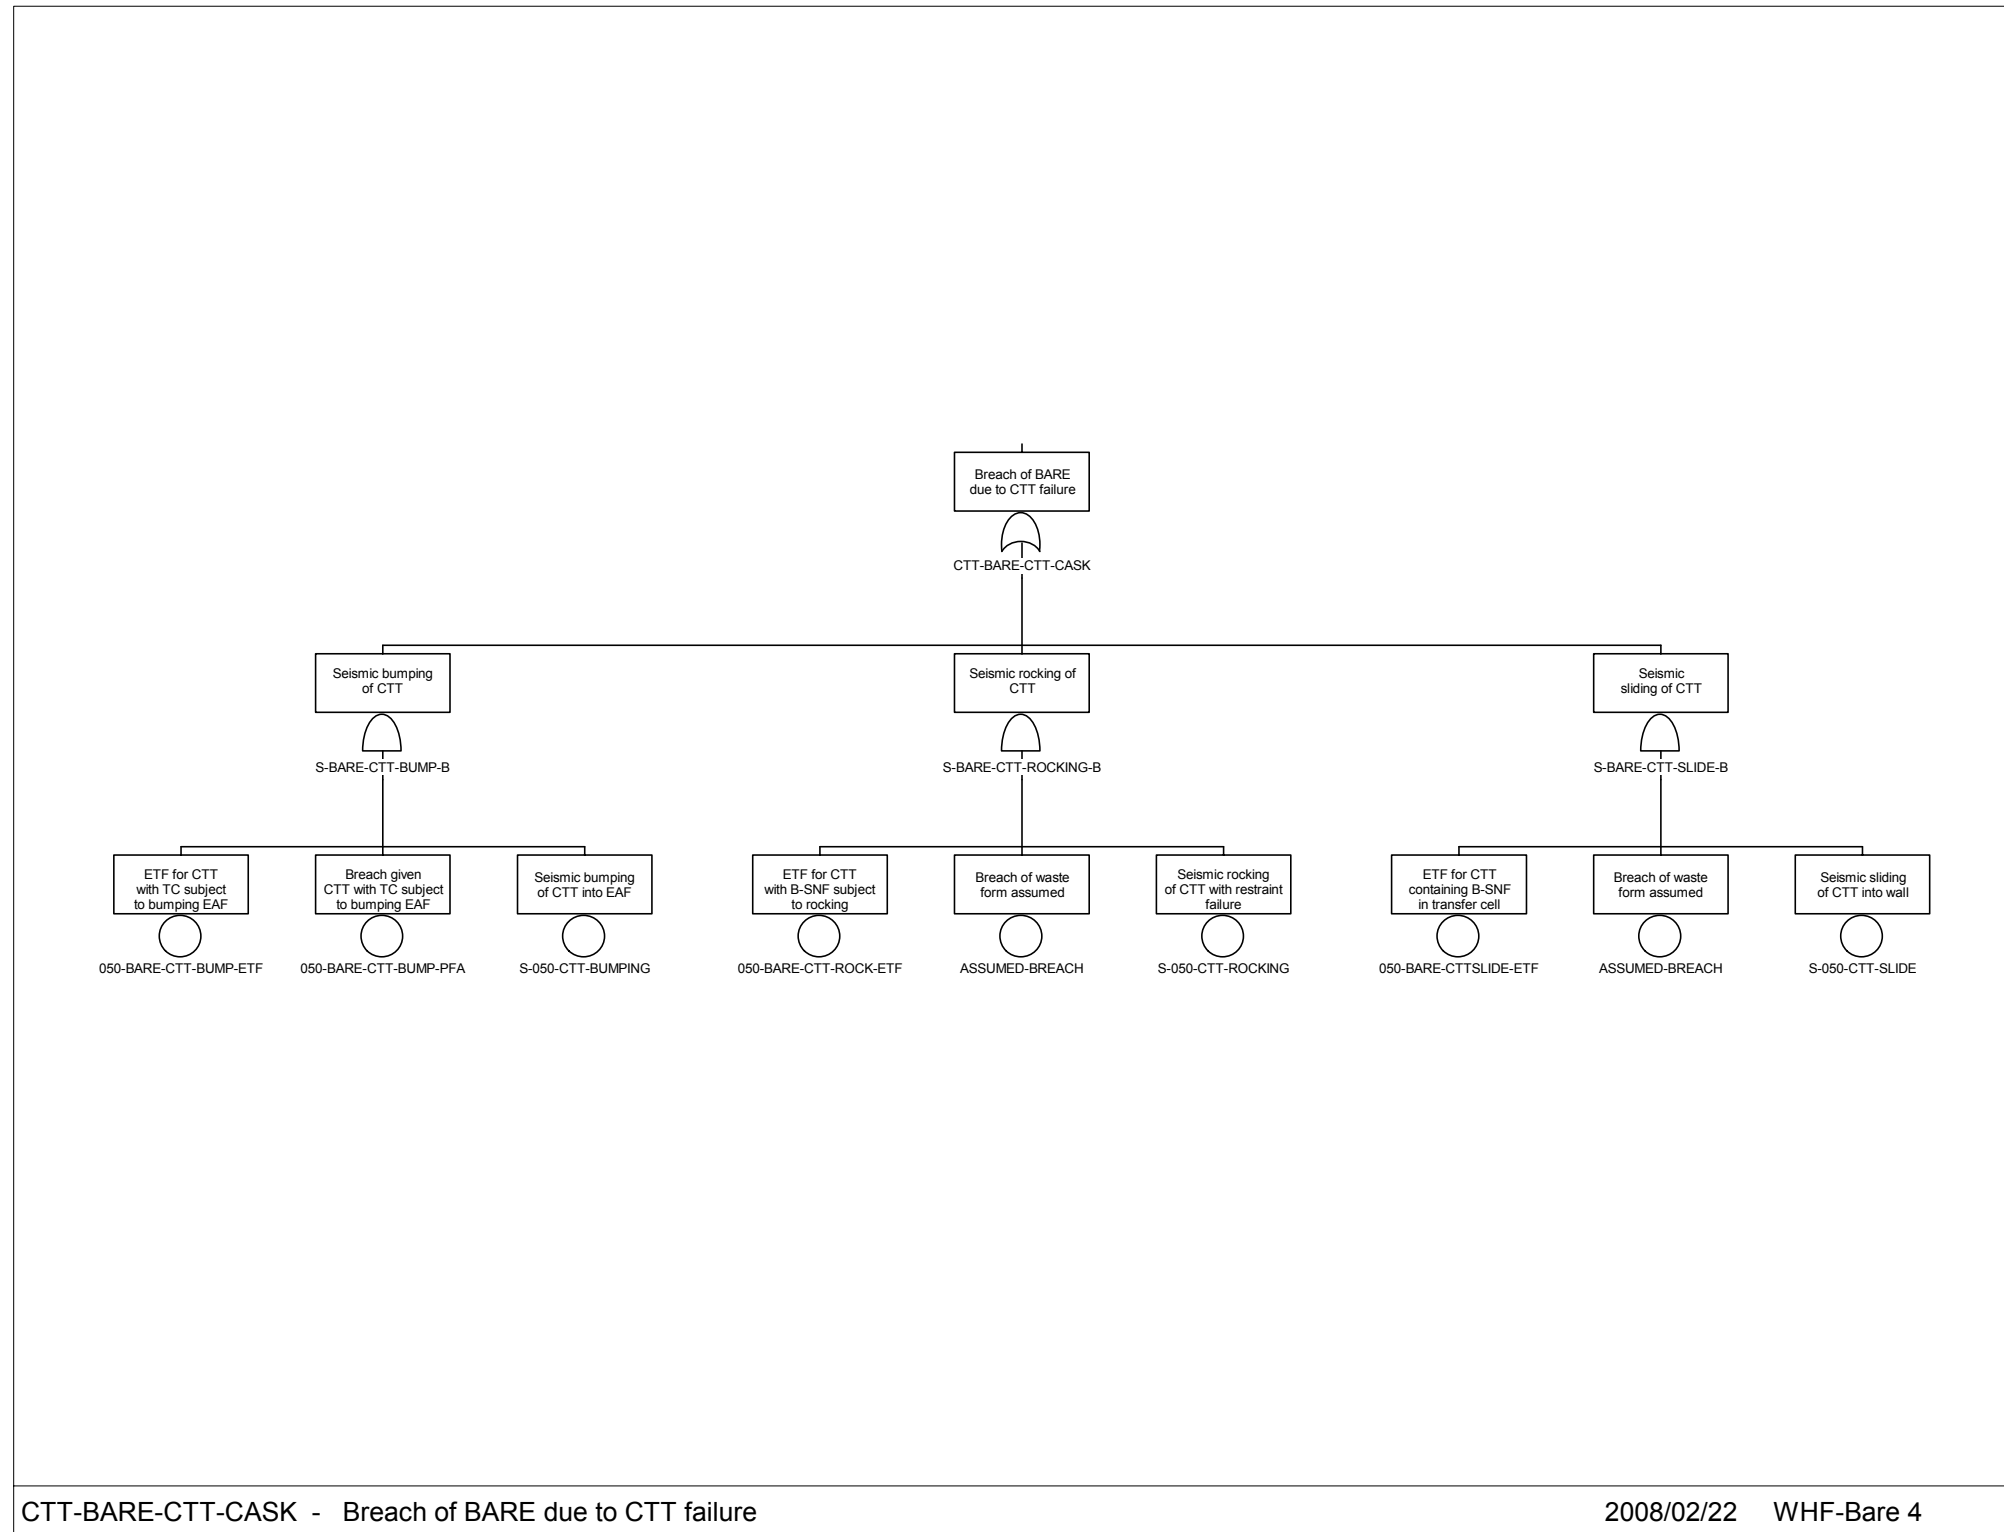 Breach of BARE
due to CTT failure
CTT-BARE-CTT-CASK
Seismic bumping
of CTT
S-BARE-CTT-BUMP-B
Seismic rocking of
CTT
S-BARE-CTT-ROCKING-B
Seismic
sliding of CTT
S-BARE-CTT-SLIDE-B
ETF for CTT
with TC subject
to bumping EAF
050-BARE-CTT-BUMP-ETF
Breach given
CTT with TC subject
to bumping EAF
050-BARE-CTT-BUMP-PFA
Seismic bumping
of CTT into EAF
S-050-CTT-BUMPING
ETF for CTT
with B-SNF subject
to rocking
050-BARE-CTT-ROCK-ETF
Breach of waste
form assumed
ASSUMED-BREACH
Seismic rocking
of CTT with restraint
failure
S-050-CTT-ROCKING
ETF for CTT
containing B-SNF
in transfer cell
050-BARE-CTTSLIDE-ETF
Breach of waste
form assumed
ASSUMED-BREACH
Seismic sliding
of CTT into wall
S-050-CTT-SLIDE
CTT-BARE-CTT-CASK - Breach of BARE due to CTT failure
2008/02/22 WHF-Bare 4